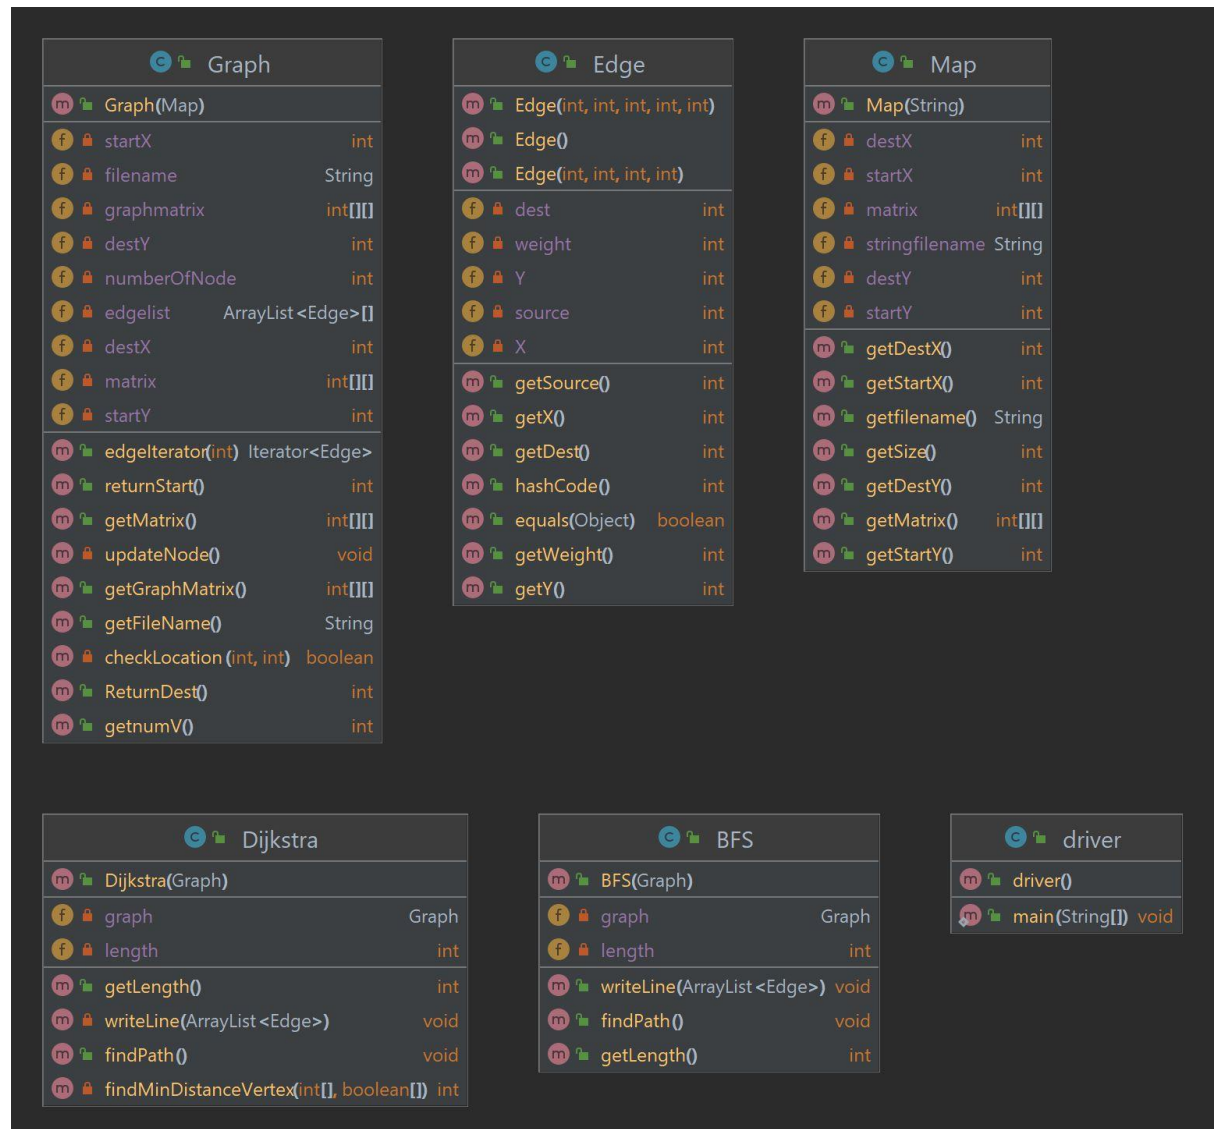 Graph
Graph(Map)
startX int
filename String
graphmatrix int[][]
destY int
numberOfNode int
edgelist ArrayList<Edge>[]
destX int
matrix int[][]
startY int
edgeIterator(int) Iterator<Edge>
returnStart() int
getMatrix() int[][]
updateNode() void
getGraphMatrix() int[][]
getFileName() String
checkLocation(int, int) boolean
ReturnDest() int
getnumV() int
Edge
Edge(int, int, int, int, int)
Edge()
Edge(int, int, int, int)
dest int
weight int
Y int
source int
X int
getSource() int
getX() int
getDest() int
hashCode() int
equals(Object) boolean
getWeight() int
getY() int
Map
Map(String)
destX int
startX int
matrix int[][]
stringfilename String
destY int
startY int
getDestX() int
getStartX() int
getfilename() String
getSize() int
getDestY() int
getMatrix() int[][]
getStartY() int
Dijkstra
Dijkstra(Graph)
graph Graph
length int
getLength() int
writeLine(ArrayList<Edge>) void
findPath() void
findMinDistanceVertex(int[], boolean[]) int
BFS
BFS(Graph)
graph Graph
length int
writeLine(ArrayList<Edge>) void
findPath() void
getLength() int
driver
driver()
main(String[]) void